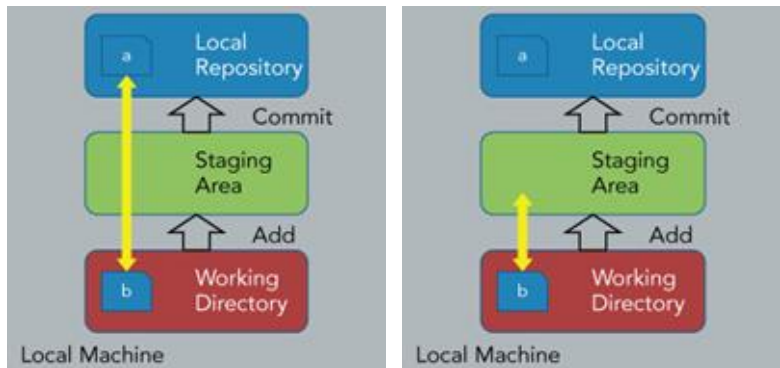 a
Local
Repository
Commit
Staging
Area
Add
b
Working
Directory
Local Machine
a
Local
Repository
Commit
Staging
Area
Add
b
Working
Directory
Local Machine